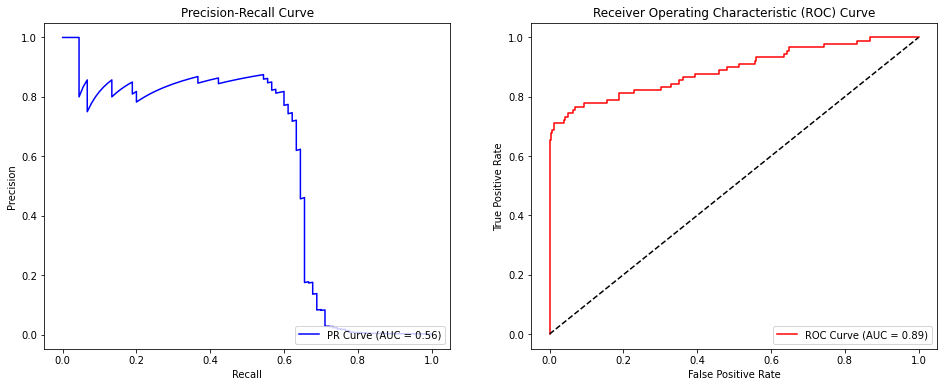 Precision-Recall Curve
1.0
0.8
0.6
0.4
0.2
0.0
Precision
0.0 0.2 0.4 0.6 0.8 1.0
Recall
PR Curve (AUC = 0.56)
Receiver Operating Characteristic (ROC) Curve
1.0
0.8
0.6
0.4
0.2
0.0
True Positive Rate
0.0 0.2 0.4 0.6 0.8 1.0
False Positive Rate
ROC Curve (AUC = 0.89)